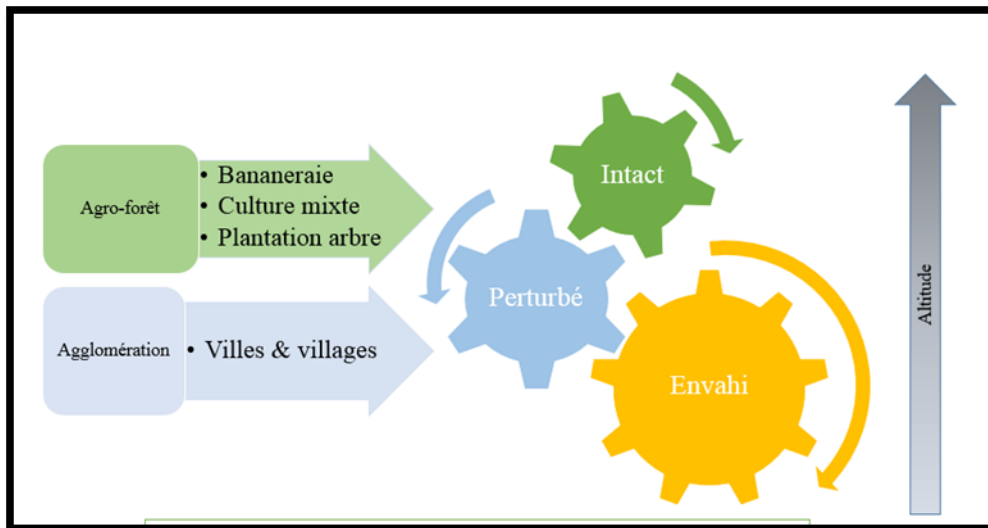 Agro-forêt
• Bananeraie
• Culture mixte
• Plantation arbre
Agglomération
• Villes & villages
Intact
Perturbé
Envahi
Altitude